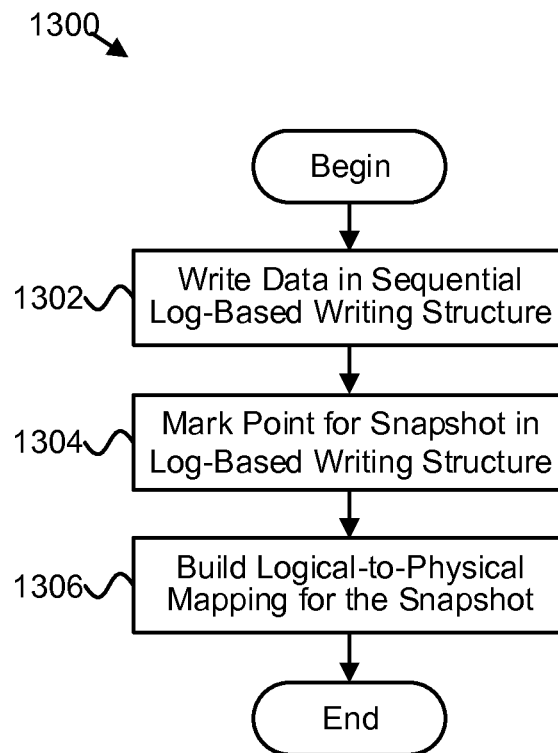 1300
Begin
1302
Write Data in Sequential
Log-Based Writing Structure
1304
Mark Point for Snapshot in
Log-Based Writing Structure
1306
Build Logical-to-Physical
Mapping for the Snapshot
End